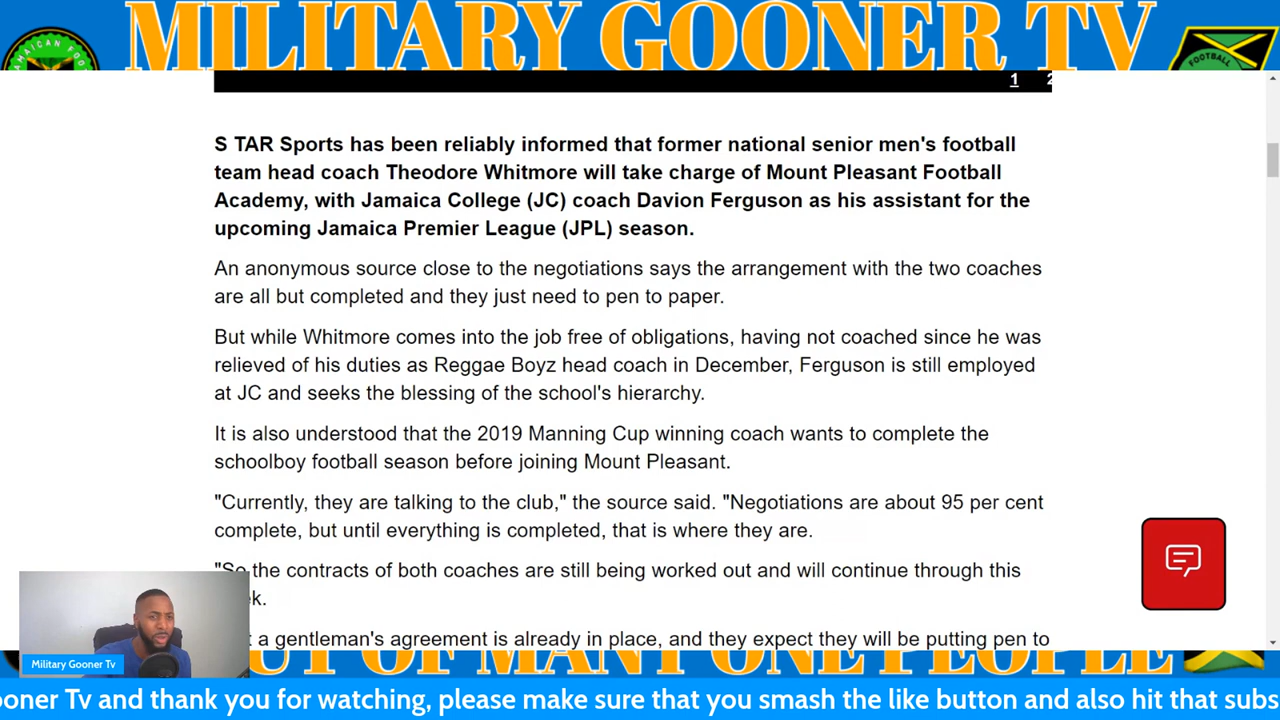 MILITARY GOONER TV
FOOTBALL
1
S TAR Sports has been reliably informed that former national senior men's football
team head coach Theodore Whitmore will take charge of Mount Pleasant Football
Academy, with Jamaica College (JC) coach Davion Ferguson as his assistant for the
upcoming Jamaica Premier League (JPL) season.
An anonymous source close to the negotiations says the arrangement with the two coaches
are all but completed and they just need to pen to paper.
But while Whitmore comes into the job free of obligations, having not coached since he was
relieved of his duties as Reggae Boyz head coach in December, Ferguson is still employed
at JC and seeks the blessing of the school's hierarchy.
It is also understood that the 2019 Manning Cup winning coach wants to complete the
schoolboy football season before joining Mount Pleasant.
"Currently, they are talking to the club," the source said. "Negotiations are about 95 per cent
complete, but until everything is completed, that is where they are.
"So the contracts of both coaches are still being worked out and will continue through this
a gentleman's agreement is already in place, and they expect they will be putting pen to
Military Gooner Tv
OUT OF MANY ONE PEOPLE
ooner Tv and thank you for watching, please make sure that you smash the like button and also hit that subs